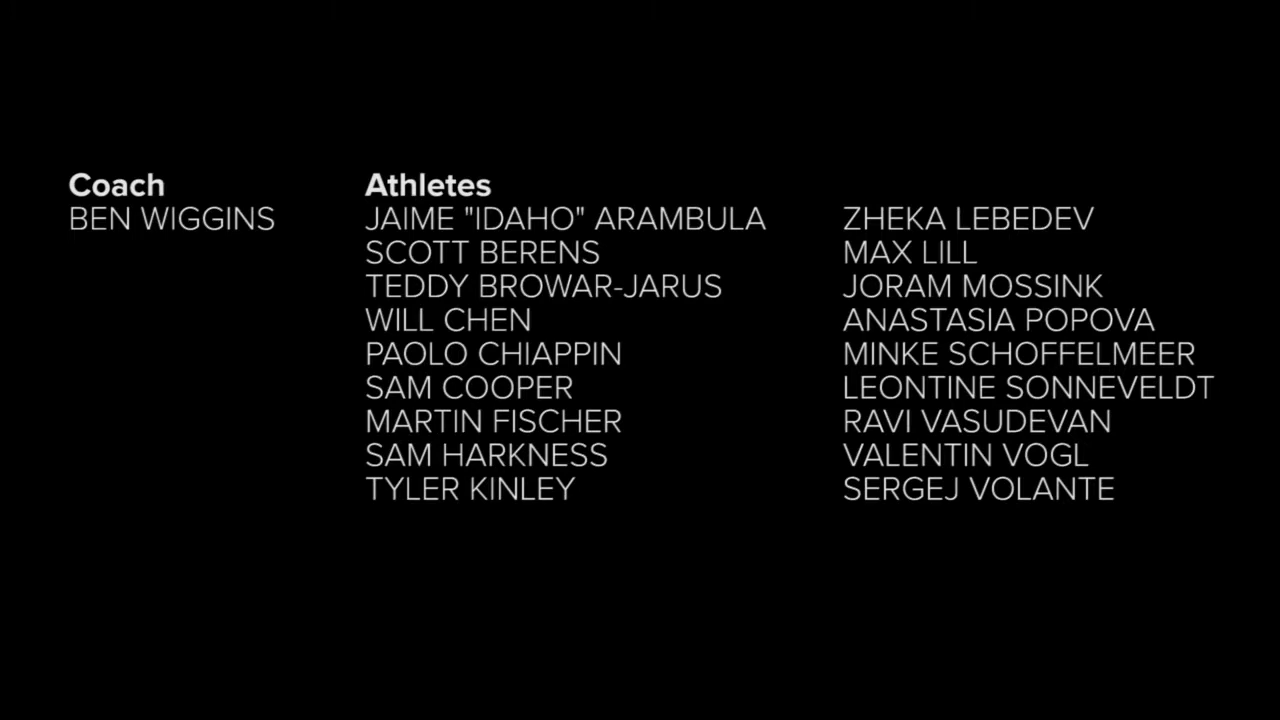 Coach
BEN WIGGINS
Athletes
JAIME "IDAHO" ARAMBULA
SCOTT BERENS
TEDDY BROWAR-JARUS
WILL CHEN
PAOLO CHIAPPIN
SAM COOPER
MARTIN FISCHER
SAM HARKNESS
TYLER KINLEY
ZHEKA LEBEDEV
MAX LILL
JORAM MOSSINK
ANASTASIA POPOVA
MINKE SCHOFFELMEER
LEONTINE SONNEVELDT
RAVI VASUDEVAN
VALENTIN VOGL
SERGEJ VOLANTE